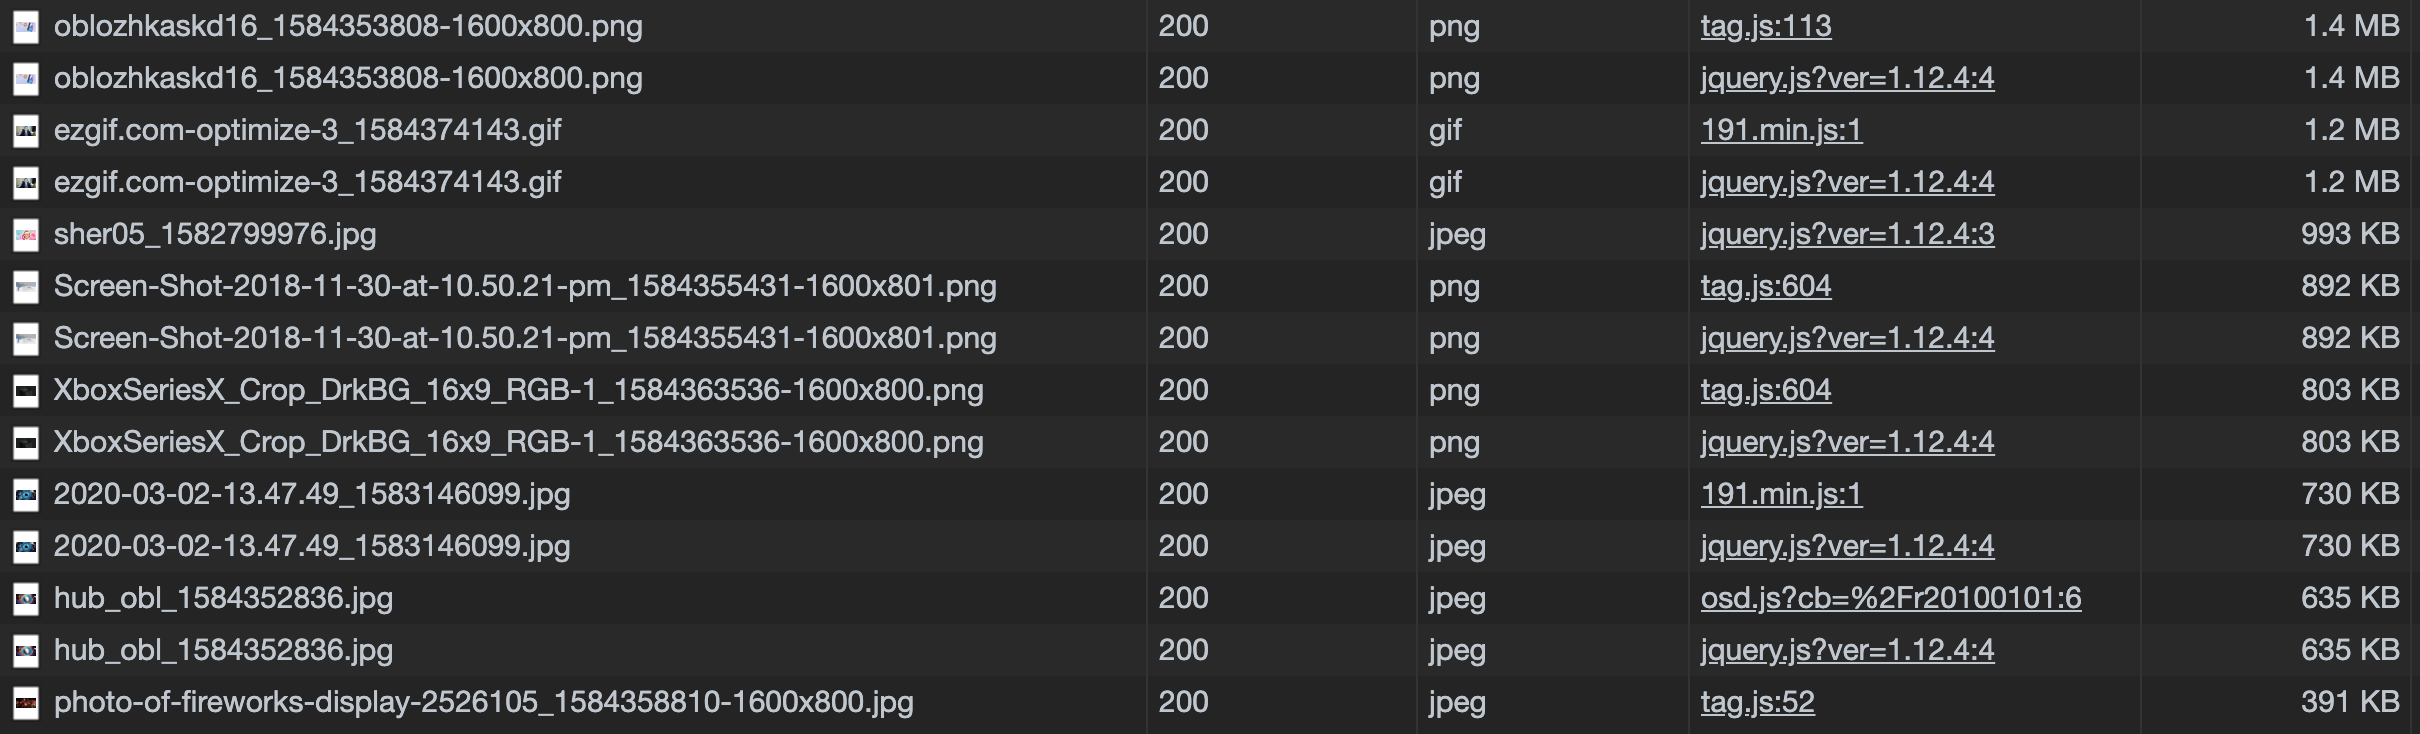 oblozhkaskd16_1584353808-1600x800.png 200 png tag.js:113 1.4 MB
oblozhkaskd16_1584353808-1600x800.png 200 png jquery.js?ver=1.12.4:4 1.4 MB
ezgif.com-optimize-3_1584374143.gif 200 gif 191.min.js:1 1.2 MB
ezgif.com-optimize-3_1584374143.gif 200 gif jquery.js?ver=1.12.4:4 1.2 MB
sher05_1582799976.jpg 200 jpeg jquery.js?ver=1.12.4:3 993 KB
Screen-Shot-2018-11-30-at-10.50.21-pm_1584355431-1600x801.png 200 png tag.js:604 892 KB
Screen-Shot-2018-11-30-at-10.50.21-pm_1584355431-1600x801.png 200 png jquery.js?ver=1.12.4:4 892 KB
XboxSeriesX_Crop_DrkBG_16x9_RGB-1_1584363536-1600x800.png 200 png tag.js:604 803 KB
XboxSeriesX_Crop_DrkBG_16x9_RGB-1_1584363536-1600x800.png 200 png jquery.js?ver=1.12.4:4 803 KB
2020-03-02-13.47.49_1583146099.jpg 200 jpeg 191.min.js:1 730 KB
2020-03-02-13.47.49_1583146099.jpg 200 jpeg jquery.js?ver=1.12.4:4 730 KB
hub_obl_1584352836.jpg 200 jpeg osd.js?cb=%2Fr20100101:6 635 KB
hub_obl_1584352836.jpg 200 jpeg jquery.js?ver=1.12.4:4 635 KB
photo-of-fireworks-display-2526105_1584358810-1600x800.jpg 200 jpeg tag.js:52 391 KB